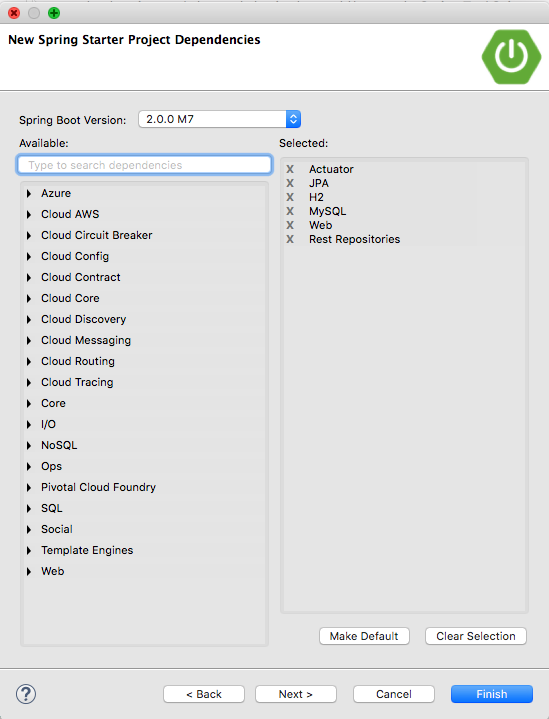 New Spring Starter Project Dependencies
Spring Boot Version: 2.0.0 M7
Available:
Selected:
Type to search dependencies
Azure
Cloud AWS
Cloud Circuit Breaker
Cloud Config
Cloud Contract
Cloud Core
Cloud Discovery
Cloud Messaging
Cloud Routing
Cloud Tracing
Core
I/O
NoSQL
Ops
Pivotal Cloud Foundry
SQL
Social
Template Engines
Web
X Actuator
X JPA
X H2
X MySQL
X Web
X Rest Repositories
Make Default
Clear Selection
?
< Back
Next >
Cancel
Finish